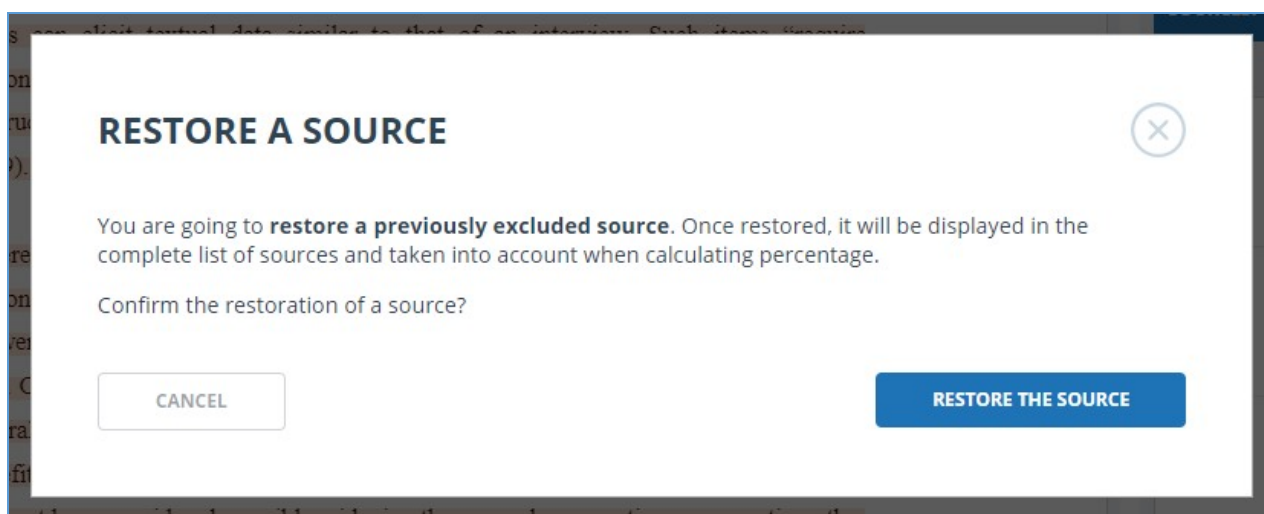 RESTORE A SOURCE
You are going to restore a previously excluded source. Once restored, it will be displayed in the
complete list of sources and taken into account when calculating percentage.
Confirm the restoration of a source?
CANCEL
RESTORE THE SOURCE